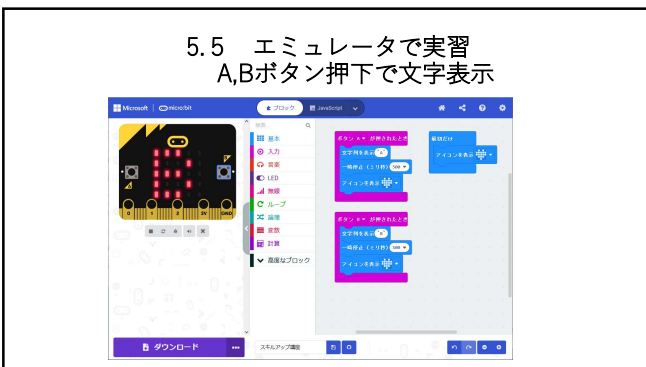 5.5 エミュレータで実習
A,Bボタン押下で文字表示
Microsoft micro:bit
ブロック
JavaScript
検索
基本
入力
音楽
LED
無線
ループ
論理
変数
計算
高度なブロック
ボタン A が押されたとき
文字列を表示 "A"
一時停止（ミリ秒） 500
アイコンを表示
ボタン B が押されたとき
文字列を表示 "B"
一時停止（ミリ秒） 500
アイコンを表示
最初だけ
アイコンを表示
0 1 2 3V GND
ダウンロード
スキルアップ講座